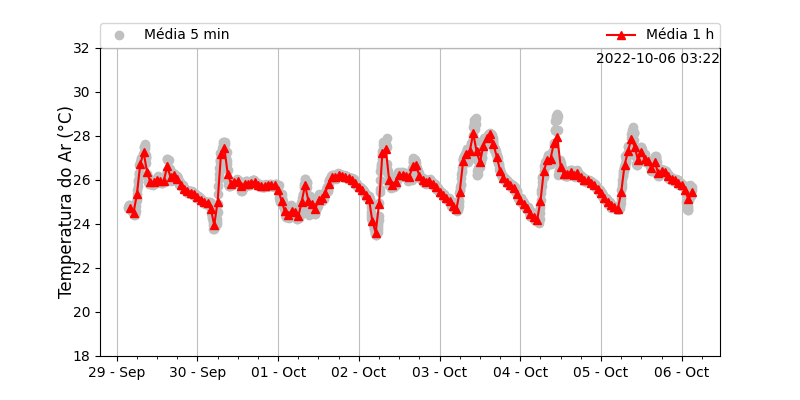 Média 5 min
Média 1 h
2022-10-06 03:22
Temperatura do Ar (°C)
32
30
28
26
24
22
20
18
29 - Sep
30 - Sep
01 - Oct
02 - Oct
03 - Oct
04 - Oct
05 - Oct
06 - Oct